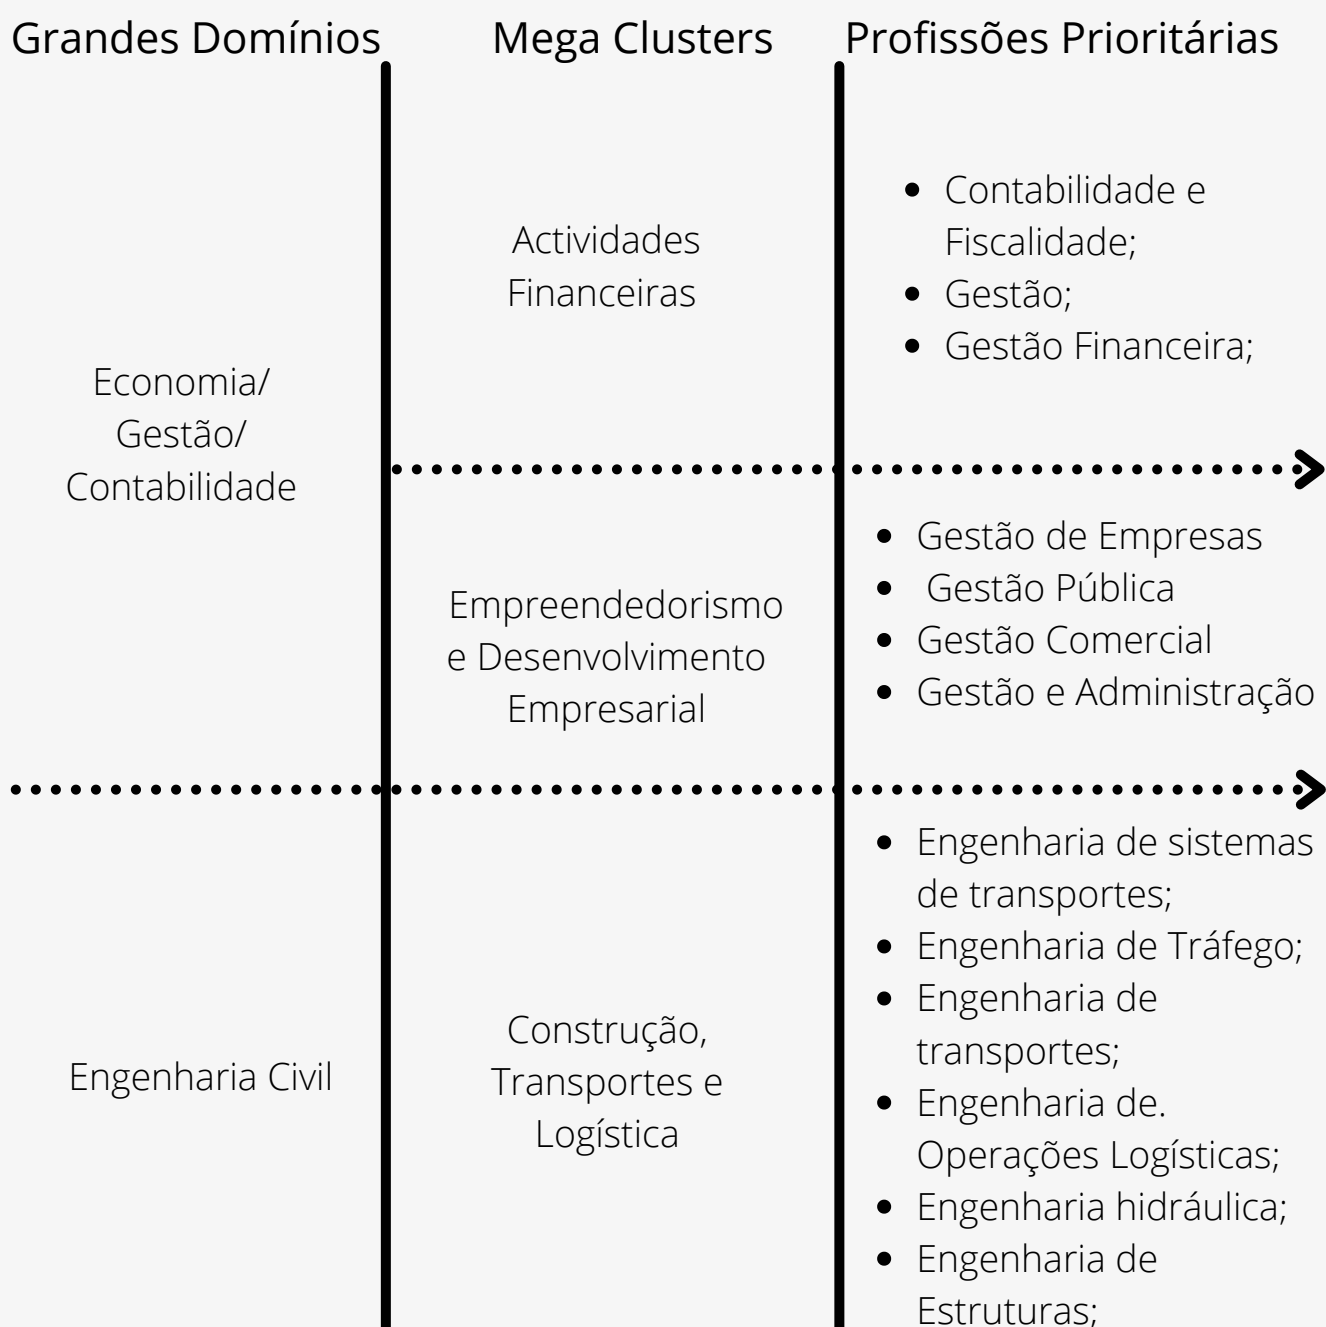 Grandes Domínios
Mega Clusters
Profissões Prioritárias
Economia/
Gestão/
Contabilidade
Actividades
Financeiras
• Contabilidade e
Fiscalidade;
• Gestão;
• Gestão Financeira;
Empreendedorismo
e Desenvolvimento
Empresarial
• Gestão de Empresas
• Gestão Pública
• Gestão Comercial
• Gestão e Administração
Engenharia Civil
Construção,
Transportes e
Logística
• Engenharia de sistemas
de transportes;
• Engenharia de Tráfego;
• Engenharia de
transportes;
• Engenharia de.
Operações Logísticas;
• Engenharia hidráulica;
• Engenharia de
Estruturas;